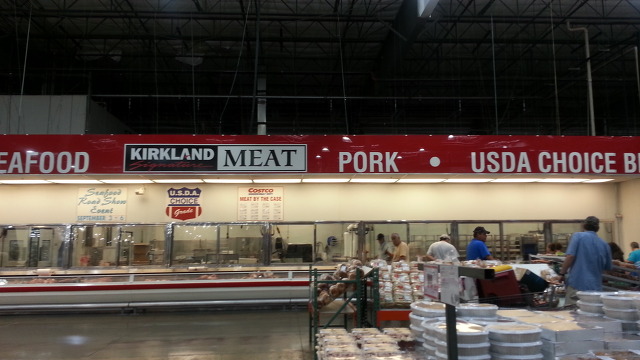 EAFOOD KIRKLAND Signature MEAT PORK • USDA CHOICE B
Seafood
Road Show
Event
SEPTEMBER
U.S.D.A.
CHOICE
Grade
COSTCO
MEAT BY THE CASE